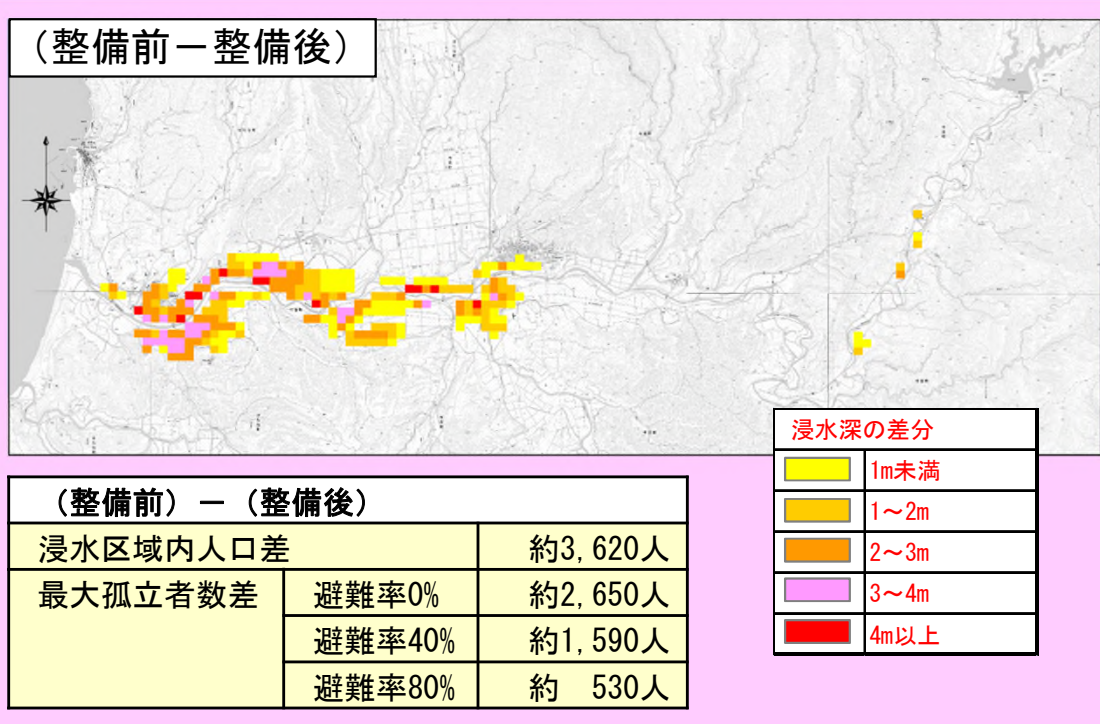 （整備前－整備後）
浸水深の差分
1m未満
1～2m
2～3m
3～4m
4m以上
（整備前）－（整備後）
浸水区域内人口差 約3,620人
最大孤立者数差 避難率0% 約2,650人
避難率40% 約1,590人
避難率80% 約　530人